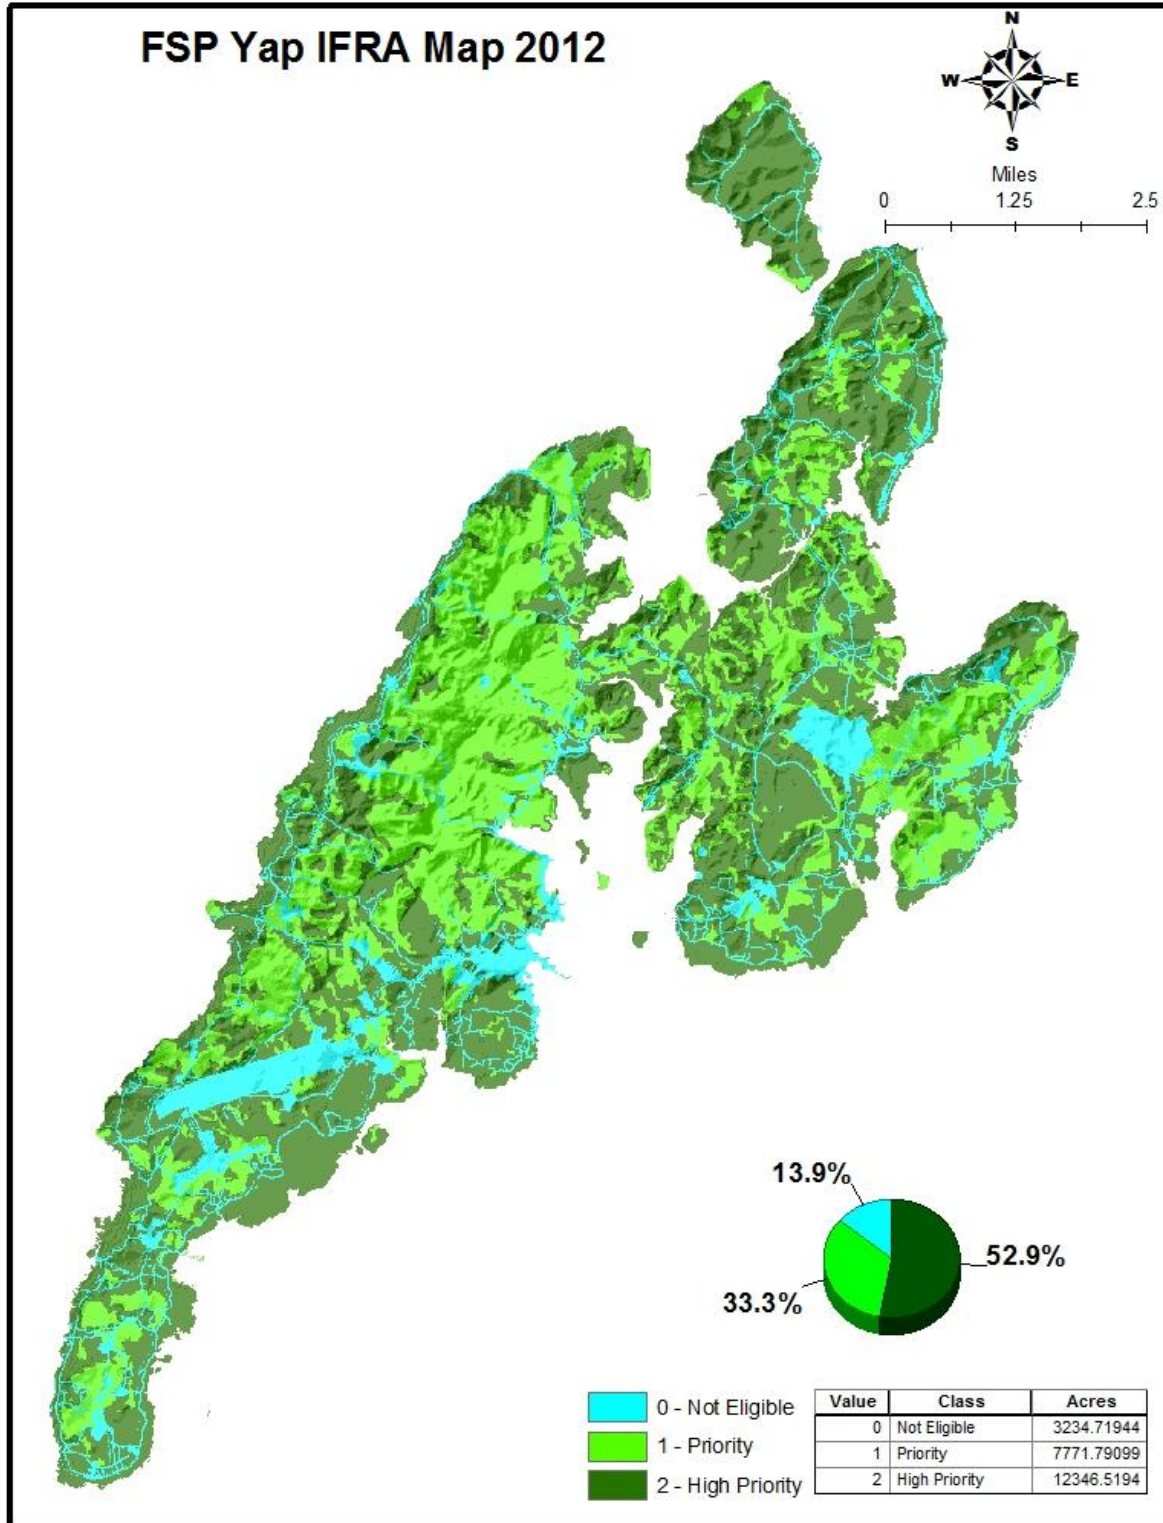 FSP Yap IFRA Map 2012
N
W E
S
Miles
0 1.25 2.5
13.9%
52.9%
33.3%
0 - Not Eligible
1 - Priority
2 - High Priority
Value Class Acres
0 Not Eligible 3234.71944
1 Priority 7771.79099
2 High Priority 12346.5194